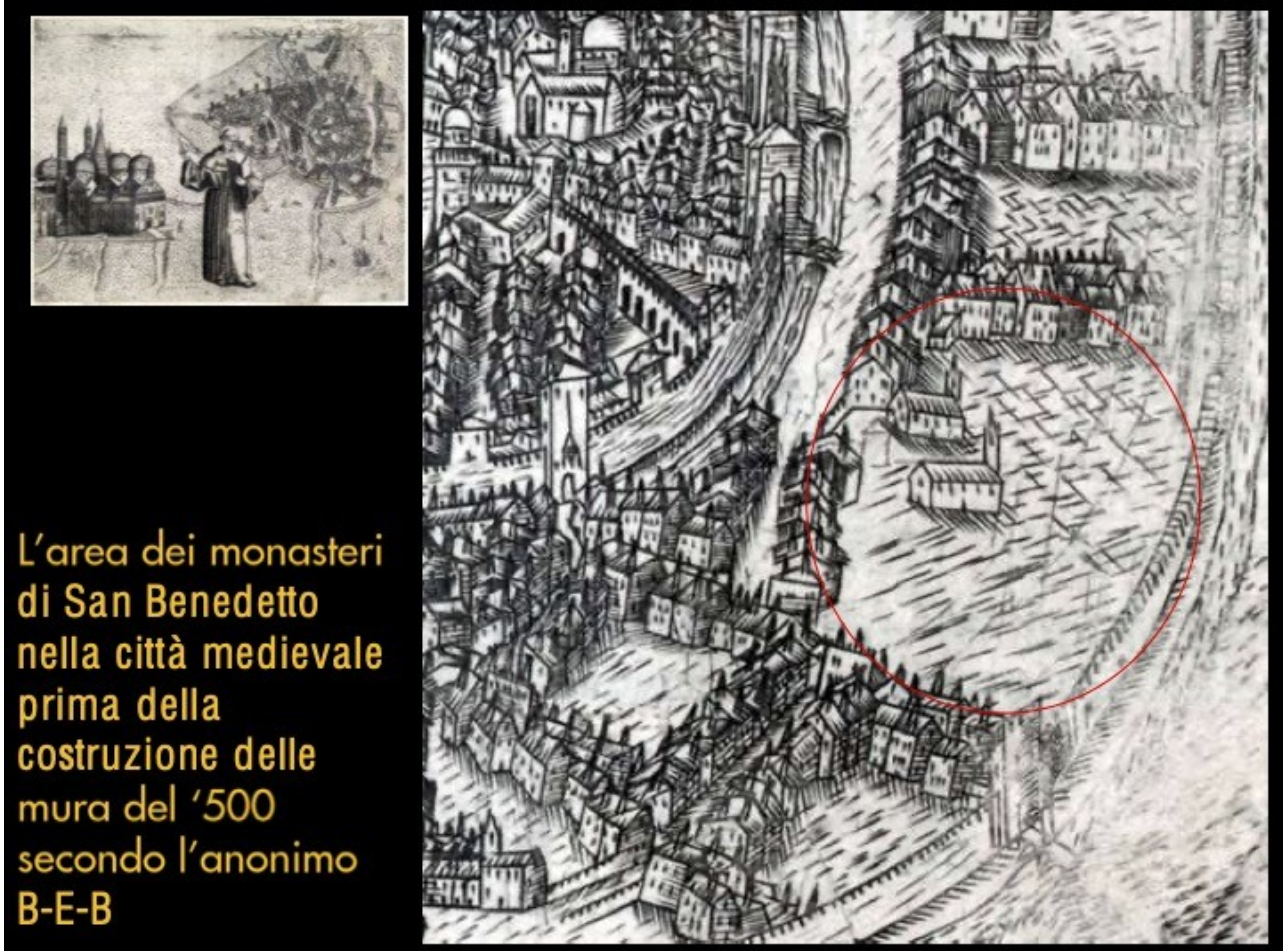 L'area dei monasteri
di San Benedetto
nella città medievale
prima della
costruzione delle
mura del '500
secondo l'anonimo
B-E-B